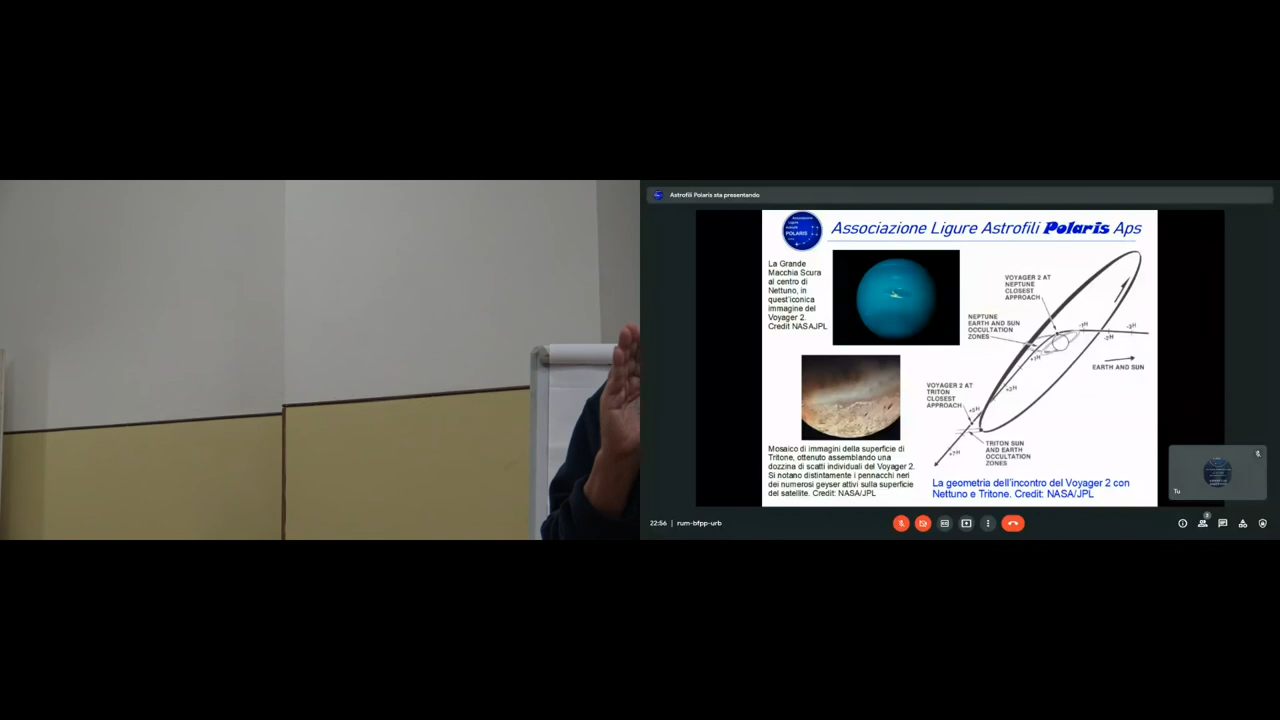 Astrofili Polaris sta presentando
POLARIS
Associazione Ligure Astrofili Polaris Aps
La Grande
Macchia Scura
al centro di
Nettuno, in
quest'iconica
immagine del
Voyager 2.
Credit NASA/JPL
VOYAGER 2 AT
NEPTUNE
CLOSEST
APPROACH
NEPTUNE
EARTH AND SUN
OCCULTATION
ZONES
EARTH AND SUN
VOYAGER 2 AT
TRITON
CLOSEST
APPROACH
TRITON SUN
AND EARTH
OCCULTATION
ZONES
Mosaico di immagini della superficie di
Tritone, ottenuto assemblando una
dozzina di scatti individuali del Voyager 2.
Si notano distintamente i pennacchi neri
dei numerosi geyser attivi sulla superficie
del satellite. Credit: NASA/JPL
La geometria dell'incontro del Voyager 2 con
Nettuno e Tritone. Credit: NASA/JPL
Tu
22:56 | rum-bfpp-urb
3